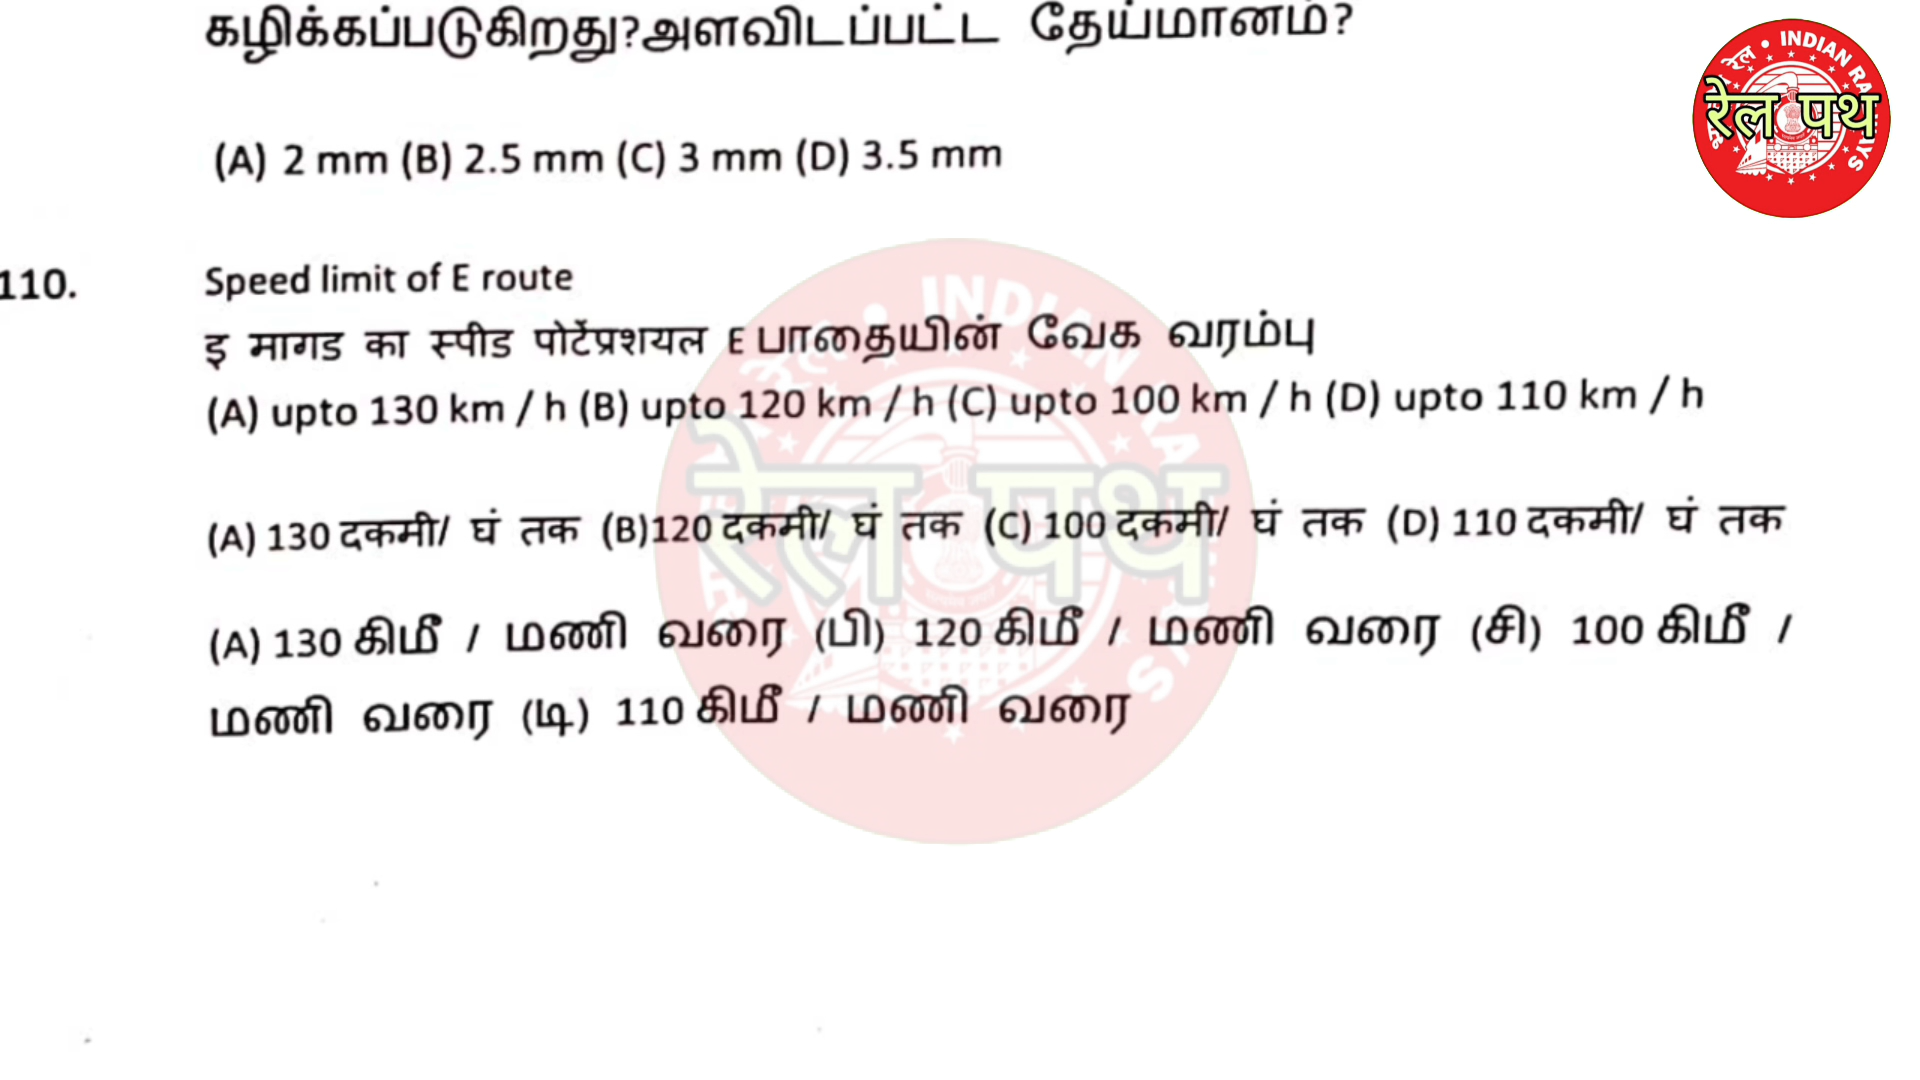 கழிக்கப்படுகிறது?அளவிடப்பட்ட தேய்மானம்?
(A) 2 mm (B) 2.5 mm (C) 3 mm (D) 3.5 mm
110. Speed limit of E route
इ मागड का स्पीड पोर्टेंप्रशयल E பாதையின் வேக வரம்பு
(A) upto 130 km / h (B) upto 120 km / h (C) upto 100 km / h (D) upto 110 km / h
(A) 130 दकमी/ घं तक (B)120 दकमी/ घं तक (C) 100 दकमी/ घं तक (D) 110 दकमी/ घं तक
(A) 130 கிமீ / மணி வரை (பி) 120 கிமீ / மணி வரை (சி) 100 கிமீ /
மணி வரை (டி) 110 கிமீ / மணி வரை
INDIAN RAILWAYS
रेल पथ